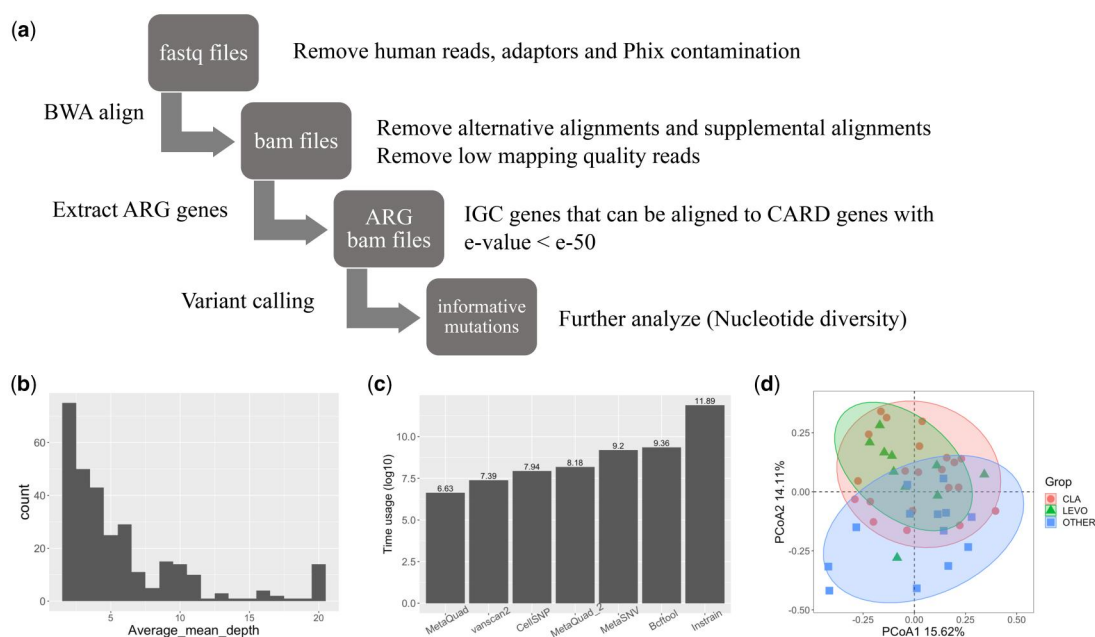 (a)
fastq files
Remove human reads, adaptors and Phix contamination
BWA align
bam files
Remove alternative alignments and supplemental alignments
Remove low mapping quality reads
Extract ARG genes
ARG
bam files
IGC genes that can be aligned to CARD genes with
e-value < e-50
Variant calling
informative
mutations
Further analyze (Nucleotide diversity)
(b)
count
60
40
20
0
5
10
15
20
Average_mean_depth
(c)
Time usage (log10)
10.0
7.5
5.0
2.5
0.0
6.63
7.39
7.94
8.18
9.2
9.36
11.89
MetaQuad
vanscan2
CellSNP
MetaQuad_2
MetaSNV
Bcftool
Instrain
(d)
PCoA2 14.11%
0.25
0.00
-0.25
-0.50
-0.50
-0.25
0.00
0.25
0.50
PCoA1 15.62%
Grop
CLA
LEVO
OTHER